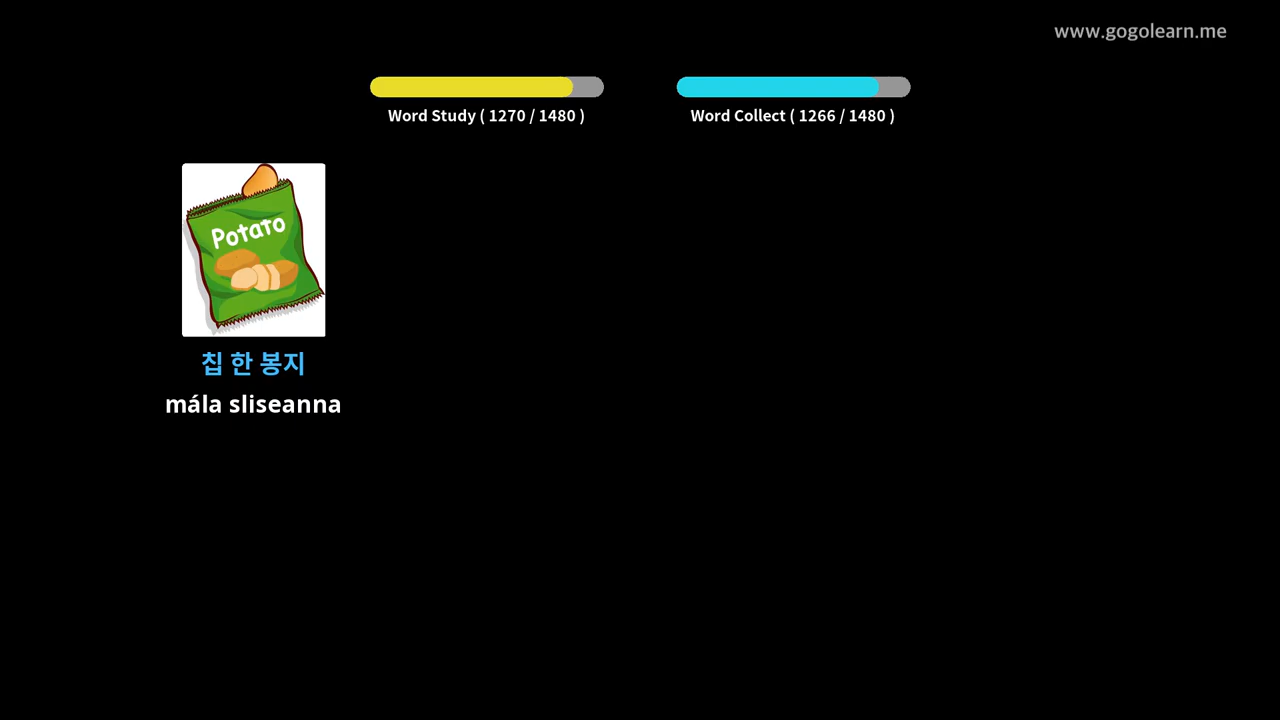 www.gogolearn.me
Word Study ( 1270 / 1480 )
Word Collect ( 1266 / 1480 )
Potato
칩 한 봉지
mála sliseanna